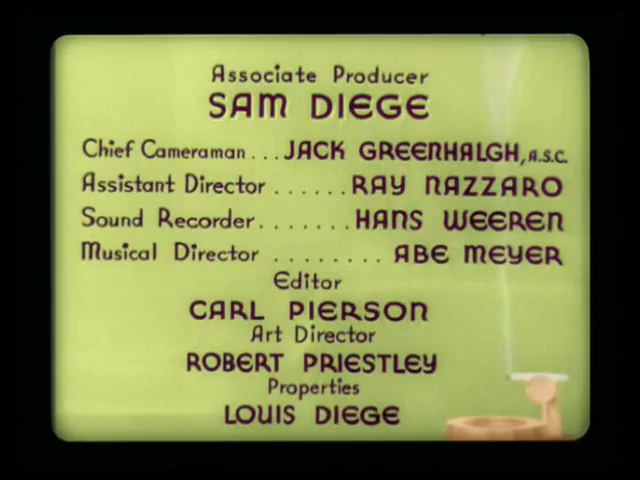 Associate Producer
SAM DIEGE
Chief Cameraman ... JACK GREENHALGH, A.S.C.
Assistant Director ...... RAY NAZZARO
Sound Recorder ....... HANS WEEREN
Musical Director ........ ABE MEYER
Editor
CARL PIERSON
Art Director
ROBERT PRIESTLEY
Properties
LOUIS DIEGE